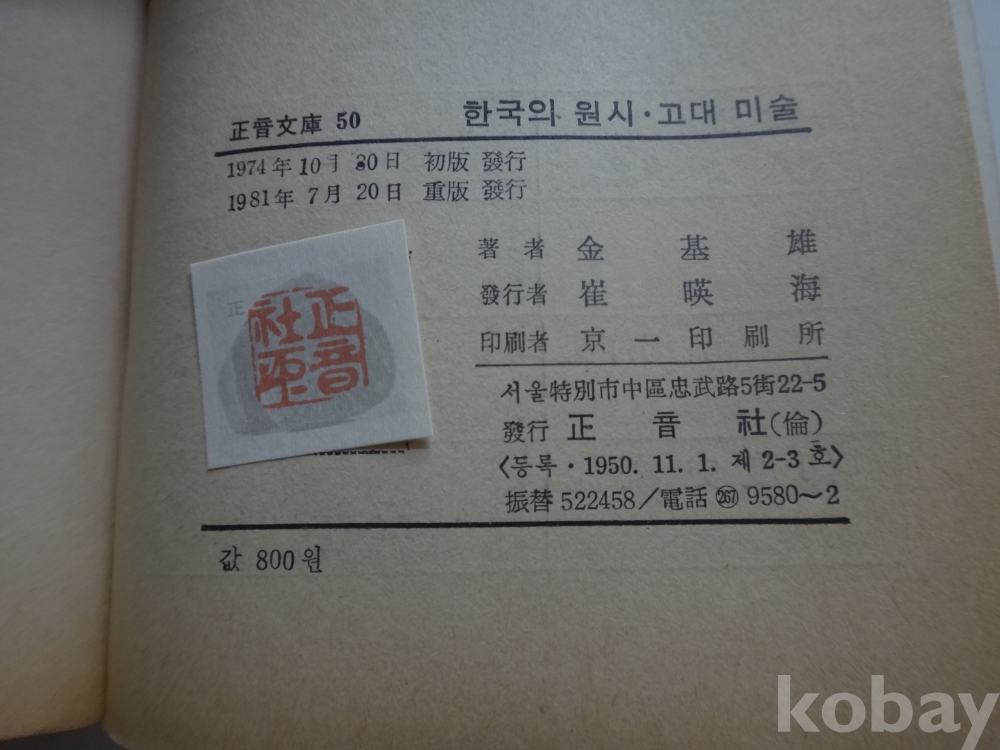 正音文庫 50 한국의 원시·고대 미술
1974年 10月 30日 初版 發行
1981年 7月 20日 重版 發行
著者 金基雄
發行者 崔暎海
印刷者 京一印刷所
서울特別市中區忠武路5街22-5
發行 正音社(倫)
<등록·1950. 11. 1. 제 2-3 호>
振替 522458/電話 267 9580~2
값 800원
正
正音社
kobay